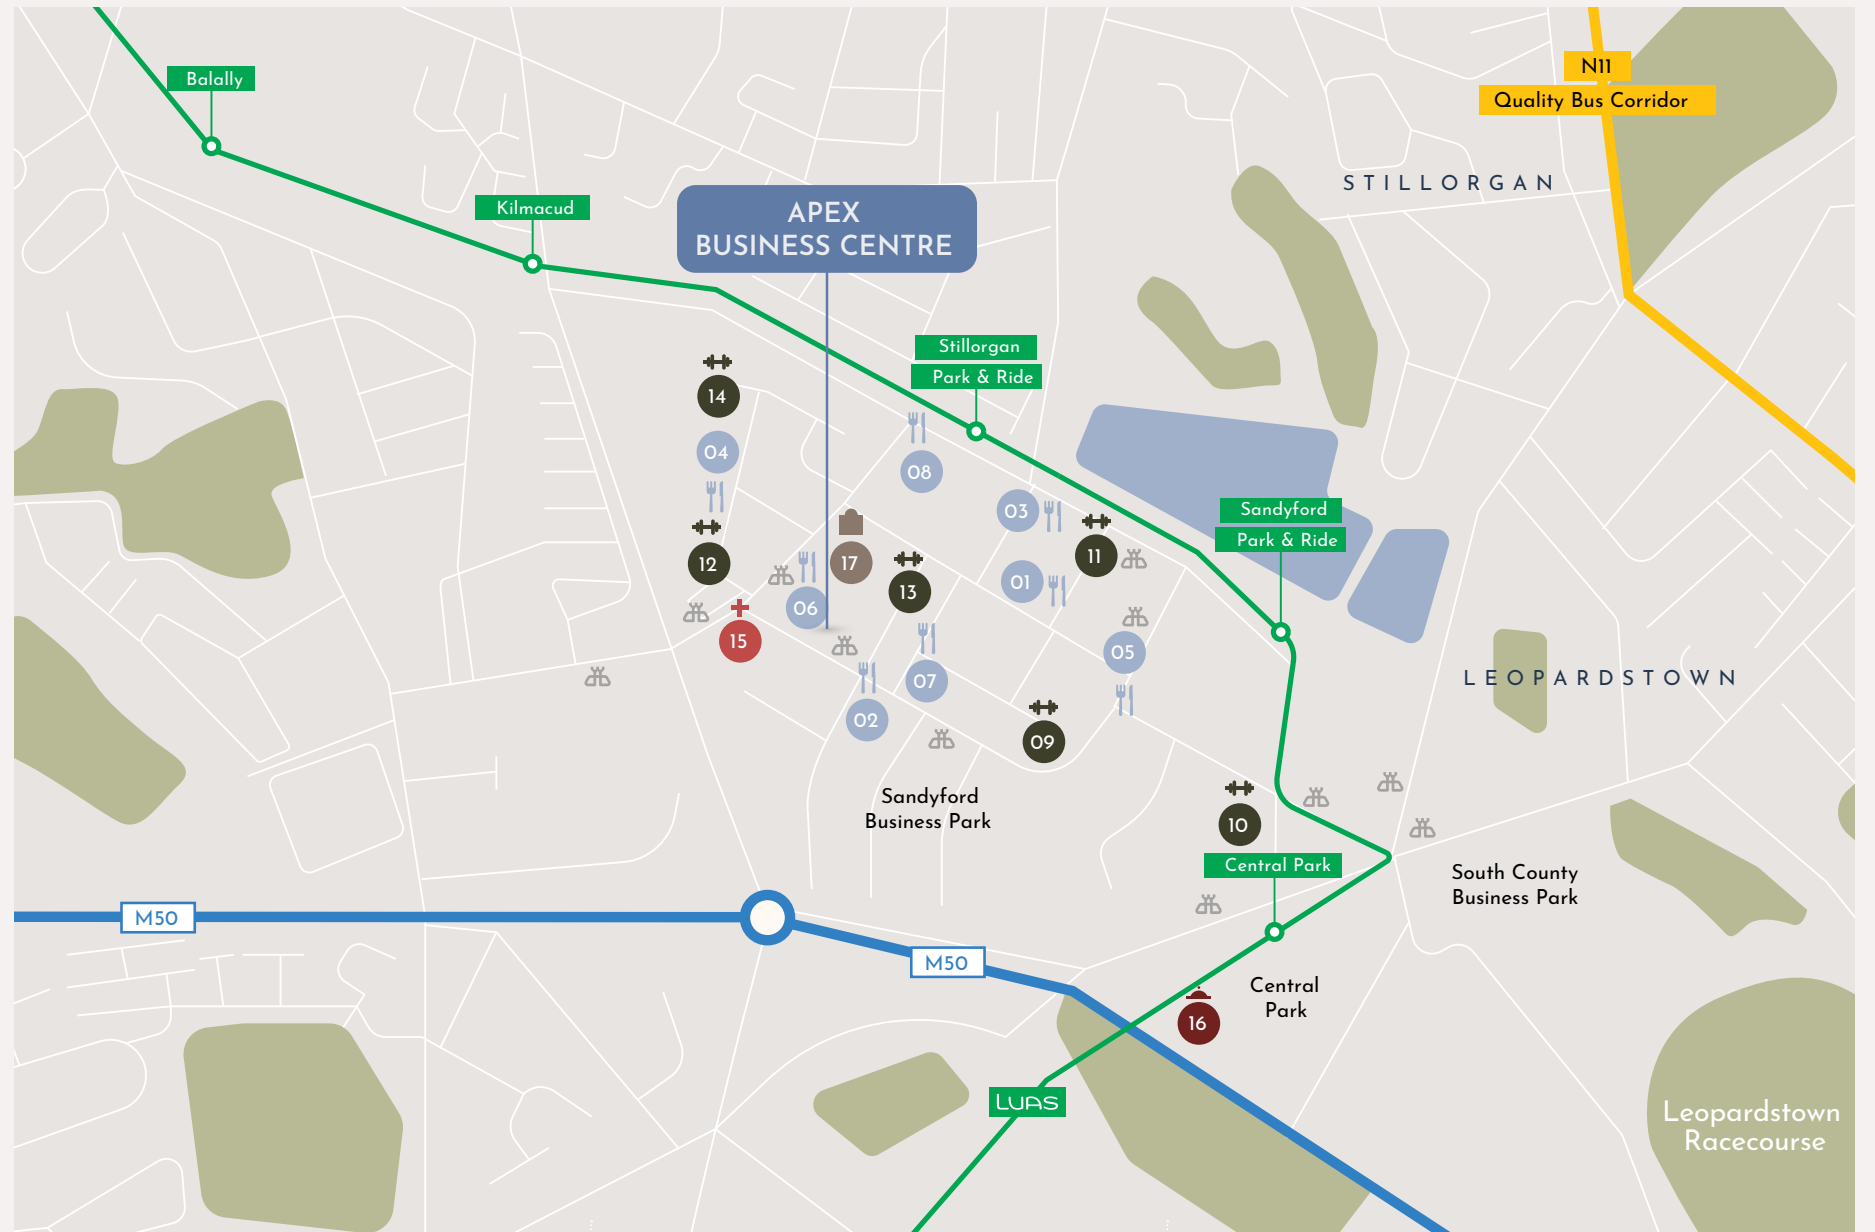 N11
Balally
Quality Bus Corridor
STILLORGAN
Kilmacud
APEX
BUSINESS CENTRE
Stillorgan
Park & Ride
14
04
08
03
Sandyford
Park & Ride
12
17
11
13
01
06
15
05
07
LEOPARDSTOWN
02
09
Sandyford
Business Park
10
Central Park
South County
Business Park
M50
M50
Central
Park
16
LUAS
Leopardstown
Racecourse